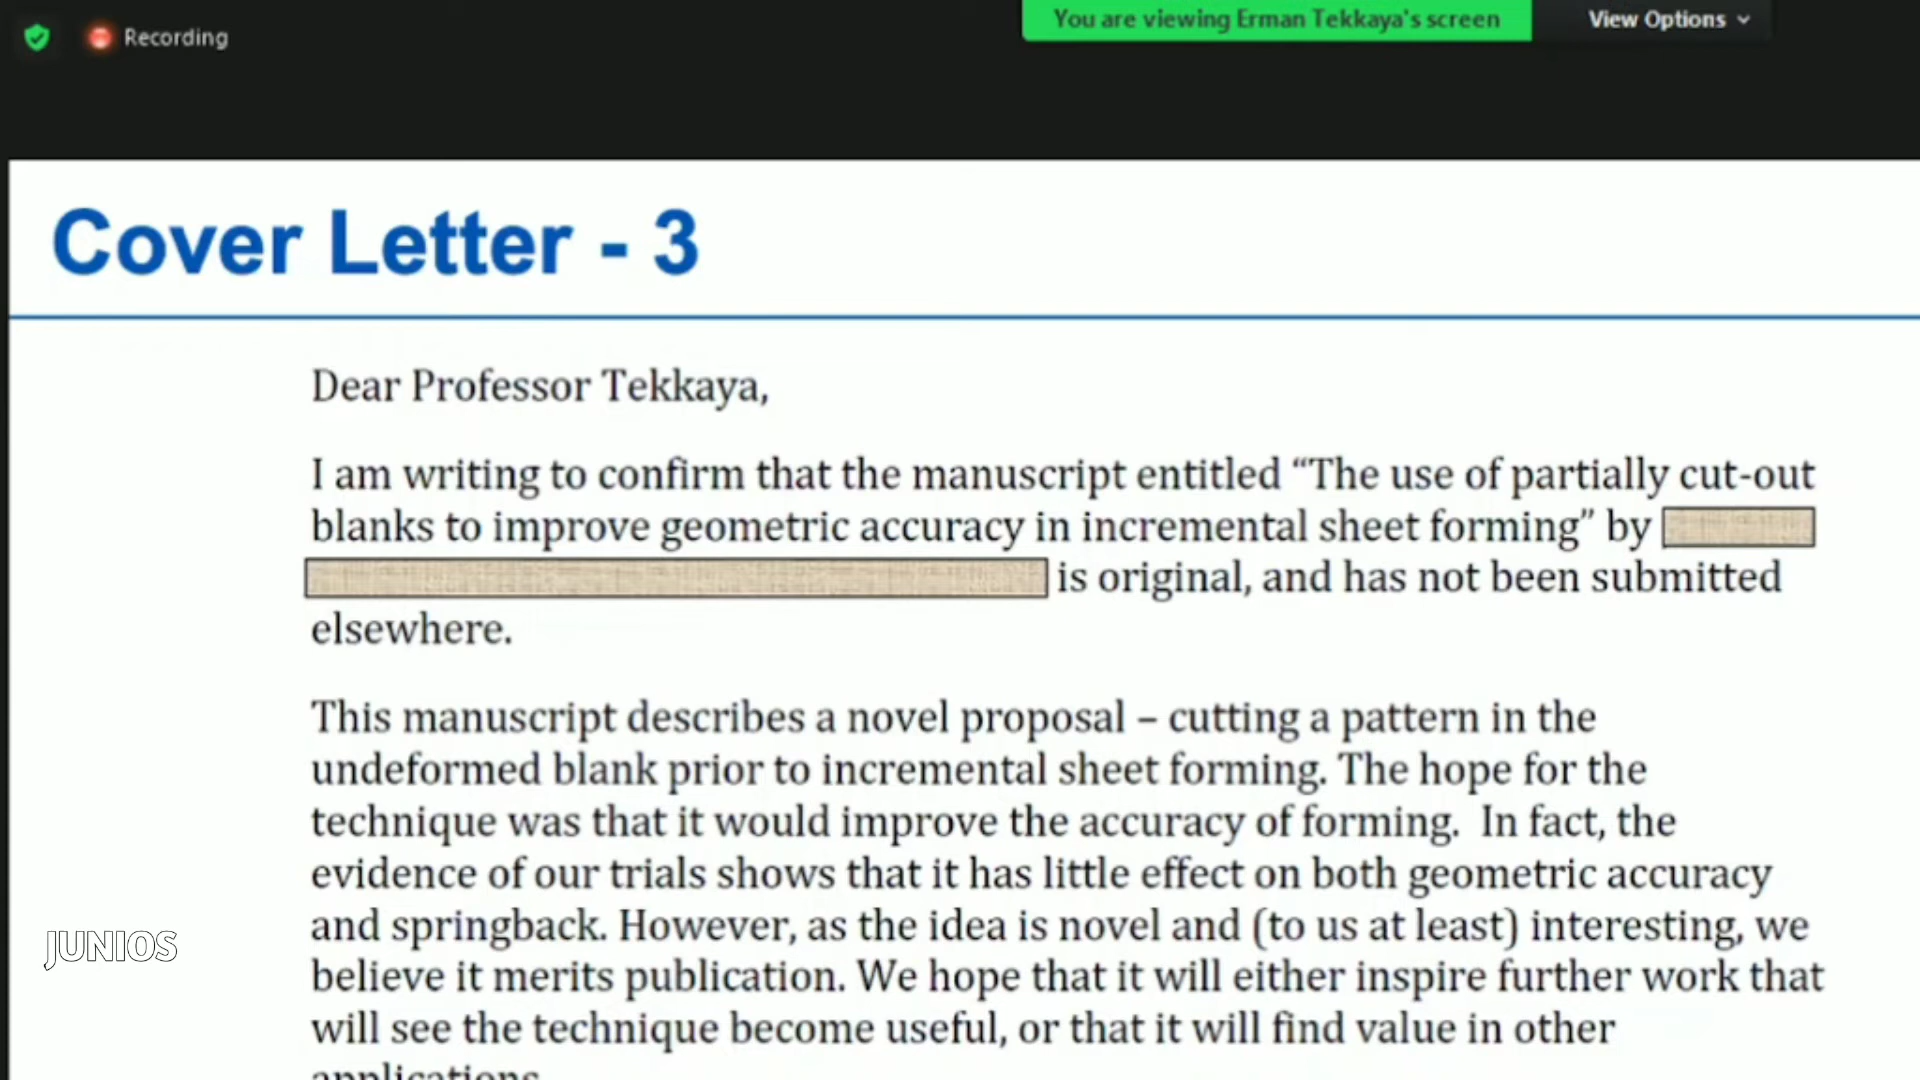 Recording
You are viewing Erman Tekkaya's screen
View Options
Cover Letter - 3
Dear Professor Tekkaya,
I am writing to confirm that the manuscript entitled “The use of partially cut-out
blanks to improve geometric accuracy in incremental sheet forming” by
is original, and has not been submitted
elsewhere.
This manuscript describes a novel proposal – cutting a pattern in the
undeformed blank prior to incremental sheet forming. The hope for the
technique was that it would improve the accuracy of forming.  In fact, the
evidence of our trials shows that it has little effect on both geometric accuracy
and springback. However, as the idea is novel and (to us at least) interesting, we
believe it merits publication. We hope that it will either inspire further work that
will see the technique become useful, or that it will find value in other
applications.
JUNIOS